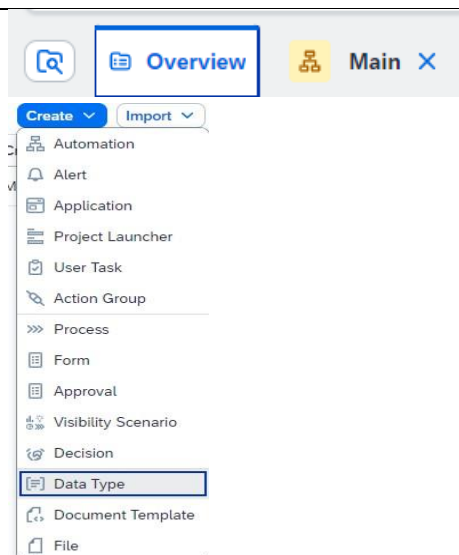 Overview Main
Create Import
Automation
Alert
Application
Project Launcher
User Task
Action Group
Process
Form
Approval
Visibility Scenario
Decision
Data Type
Document Template
File